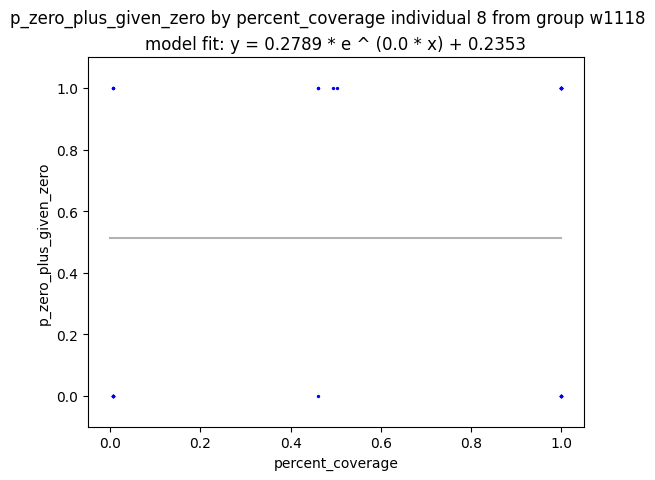 p_zero_plus_given_zero by percent_coverage individual 8 from group w1118
model fit: y = 0.2789 * e ^ (0.0 * x) + 0.2353
1.0
0.8
0.6
0.4
0.2
0.0
p_zero_plus_given_zero
0.0 0.2 0.4 0.6 0.8 1.0
percent_coverage